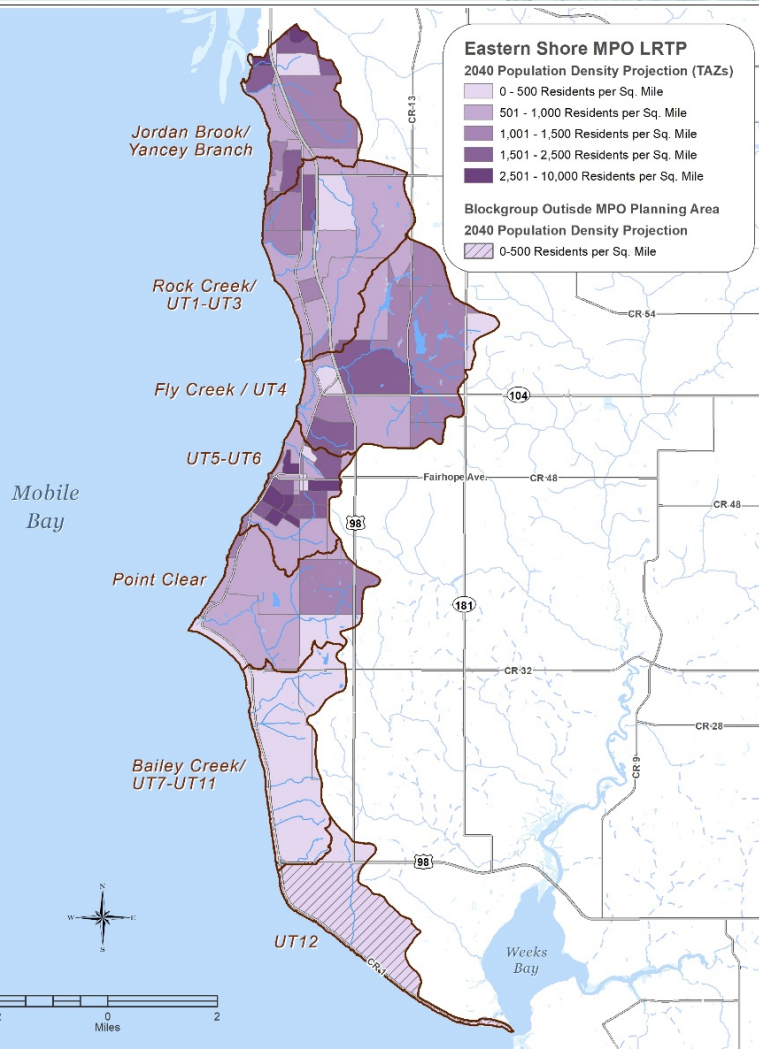 Eastern Shore MPO LRTP
2040 Population Density Projection (TAZs)
0 - 500 Residents per Sq. Mile
501 - 1,000 Residents per Sq. Mile
1,001 - 1,500 Residents per Sq. Mile
1,501 - 2,500 Residents per Sq. Mile
2,501 - 10,000 Residents per Sq. Mile
Blockgroup Outisde MPO Planning Area
2040 Population Density Projection
0-500 Residents per Sq. Mile
CR-13
Jordan Brook/
Yancey Branch
Rock Creek/
UT1-UT3
CR 54
Fly Creek / UT4
104
UT5-UT6
Fairhope Ave.
CR 48
Mobile
Bay
CR 48
98
Point Clear
181
CR 32
CR-28
Bailey Creek/
UT7-UT11
CR 9
98
N
W
E
S
UT12
CR-1
Weeks
Bay
2
0
2
Miles